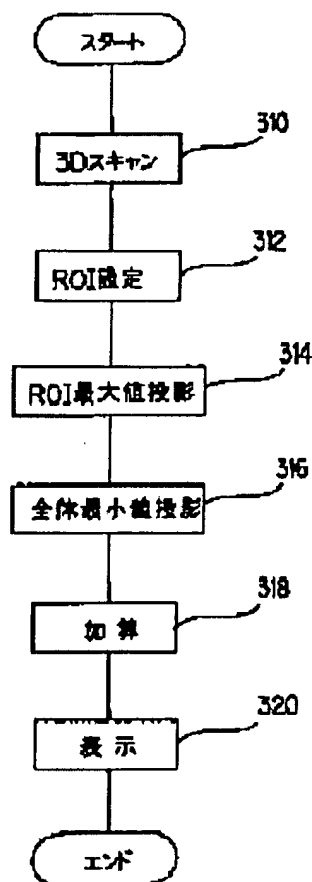 スタート
310
3Dスキャン
312
ROI設定
314
ROI最大値投影
316
全体最小値投影
318
加算
320
表示
エンド